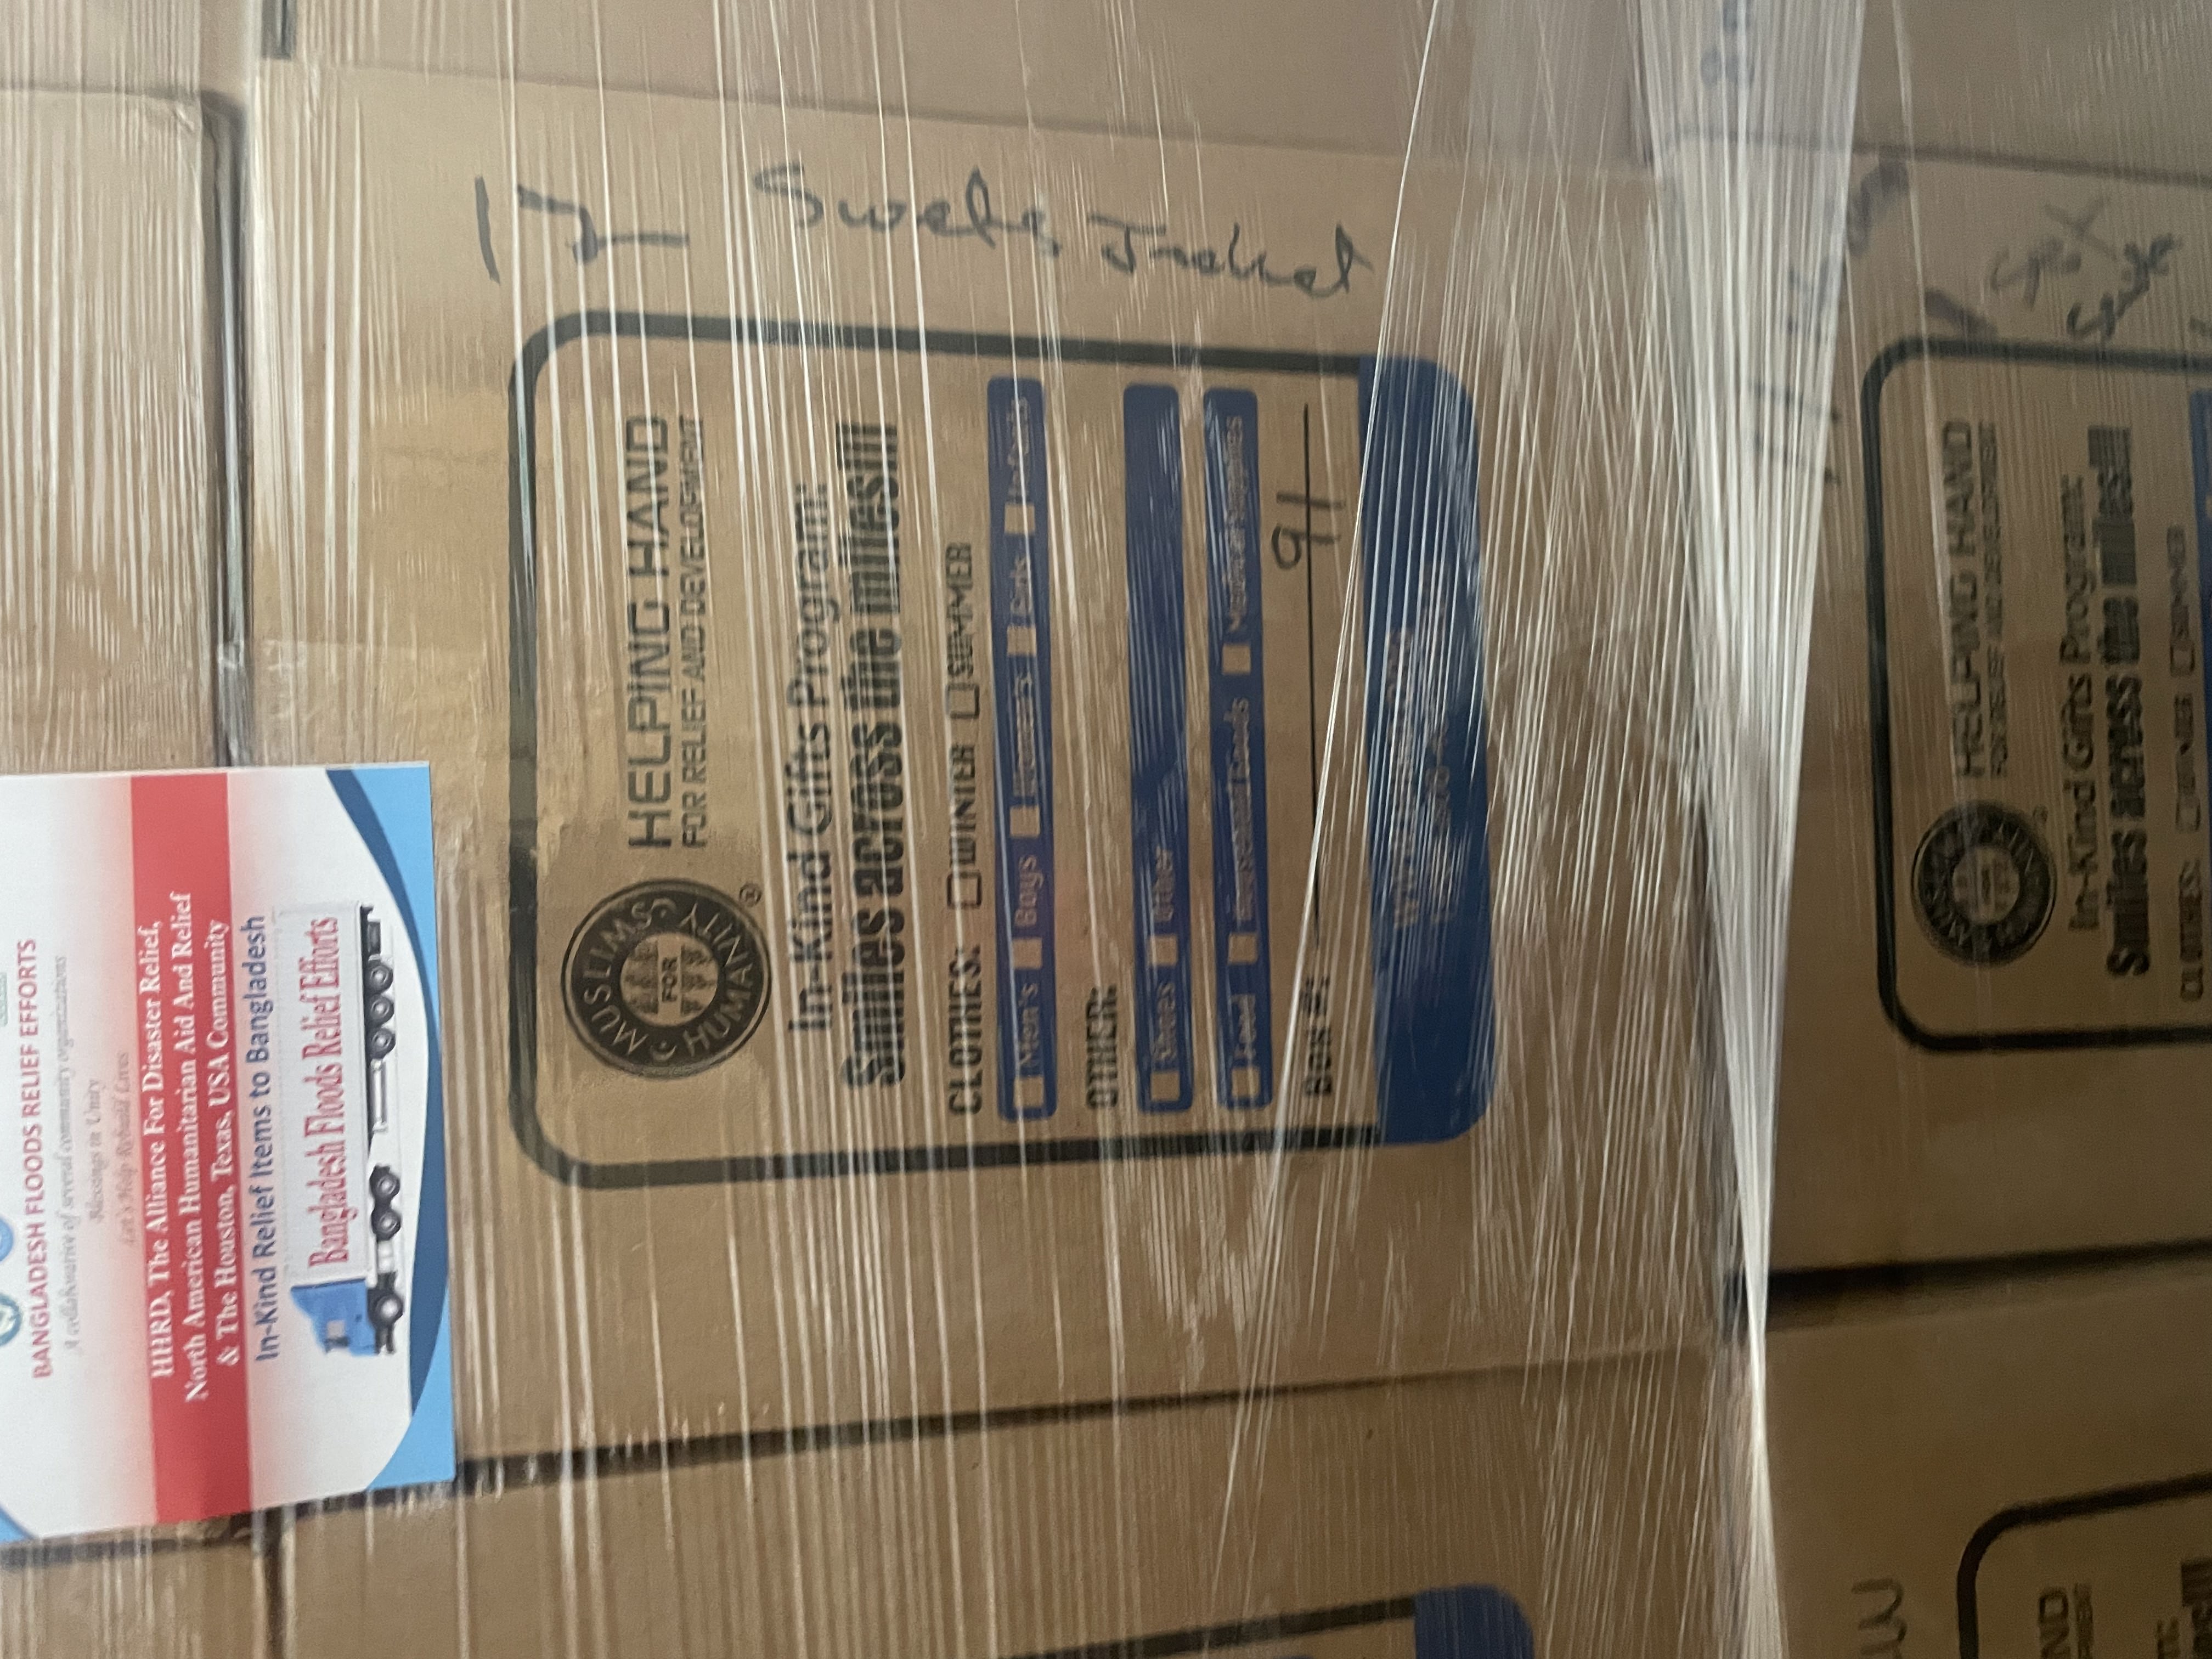 BANGLADESH FLOODS RELIEF EFFORTS
A collaborative of several community organizations
Blessings in Unity
Let's Help Rebuild Lives
HHRD, The Alliance For Disaster Relief,
North American Humanitarian Aid And Relief
& The Houston, Texas, USA Community
In-Kind Relief Items to Bangladesh
Bangladesh Floods Relief Efforts
MUSLIMS FOR HUMANITY
HELPING HAND
FOR RELIEF AND DEVELOPMENT
In-Kind Gifts Program:
Smiles across the miles!!!
CLOTHES: WINTER SUMMER
Men's Boys Women's Girls Infants
OTHER:
Shoes Other
Food Household Goods Medical Supplies
Box #: 91
HELPING HAND
FOR RELIEF AND DEVELOPMENT
In-Kind Gifts Program:
Smiles across the miles!!!
CLOTHES: WINTER SUMMER
ND